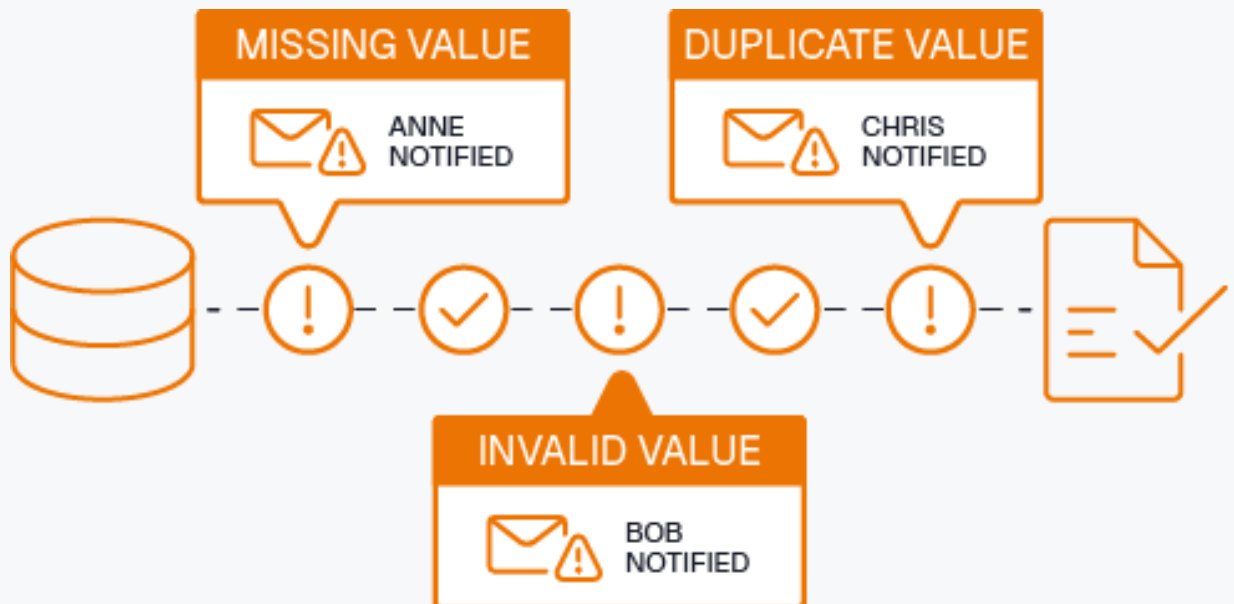 MISSING VALUE
ANNE
NOTIFIED
DUPLICATE VALUE
CHRIS
NOTIFIED
INVALID VALUE
BOB
NOTIFIED